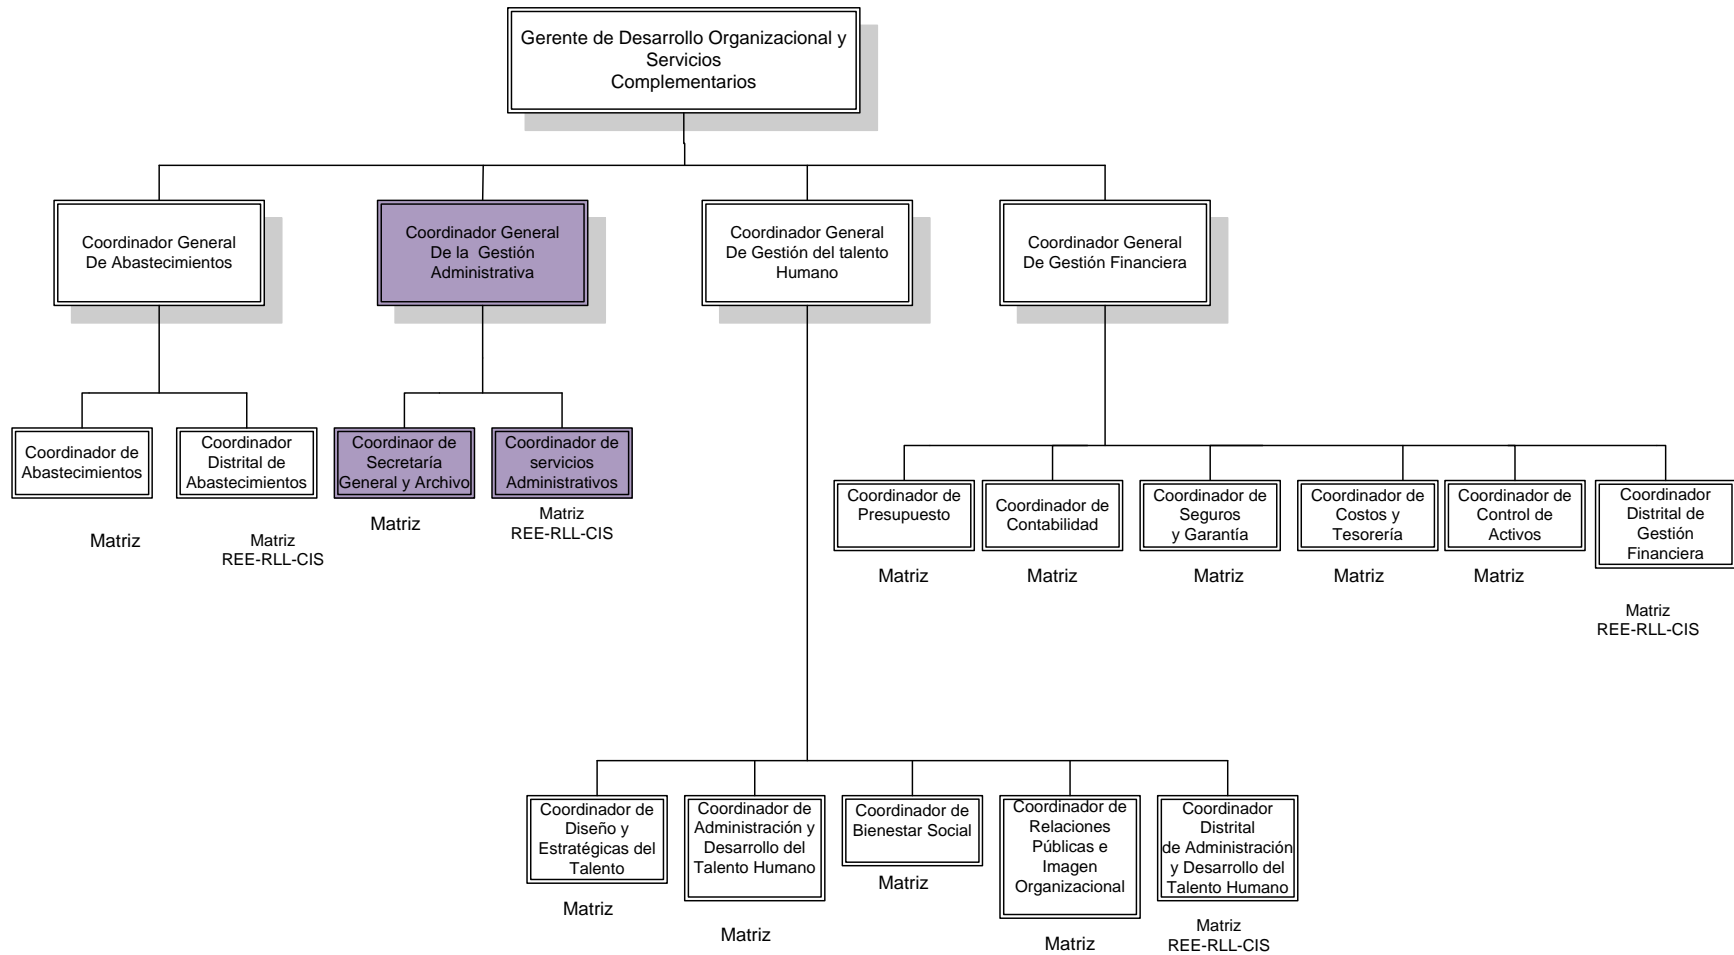 Gerente de Desarrollo Organizacional y
Servicios
Complementarios
Coordinador General
De Abastecimientos
Coordinador General
De la Gestión
Administrativa
Coordinador General
De Gestión del talento
Humano
Coordinador General
De Gestión Financiera
Coordinador de
Abastecimientos
Matriz
Coordinador
Distrital de
Abastecimientos
Matriz
REE-RLL-CIS
Coordinaor de
Secretaría
General y Archivo
Matriz
Coordinador de
servicios
Administrativos
Matriz
REE-RLL-CIS
Coordinador de
Presupuesto
Matriz
Coordinador de
Contabilidad
Matriz
Coordinador de
Seguros
y Garantía
Matriz
Coordinador de
Costos y
Tesorería
Matriz
Coordinador de
Control de
Activos
Matriz
Coordinador
Distrital de
Gestión
Financiera
Matriz
REE-RLL-CIS
Coordinador de
Diseño y
Estratégicas del
Talento
Matriz
Coordinador de
Administración y
Desarrollo del
Talento Humano
Matriz
Coordinador de
Bienestar Social
Matriz
Coordinador de
Relaciones
Públicas e
Imagen
Organizacional
Matriz
Coordinador
Distrital
de Administración
y Desarrollo del
Talento Humano
Matriz
REE-RLL-CIS